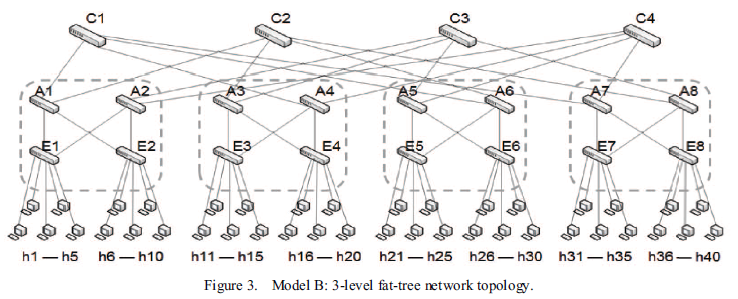 C1 C2 C3 C4
A1 A2 A3 A4 A5 A6 A7 A8
E1 E2 E3 E4 E5 E6 E7 E8
h1 — h5 h6 — h10 h11 — h15 h16 — h20 h21 — h25 h26 — h30 h31 — h35 h36 — h40
Figure 3. Model B: 3-level fat-tree network topology.